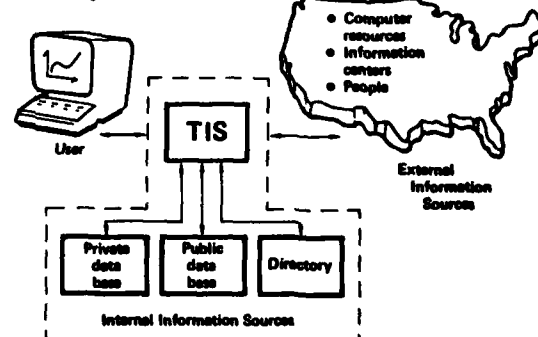 ● Computer
resources
● Information
centers
● People
TIS
User
External
Information
Sources
Private
data
base
Public
data
base
Directory
Internal Information Sources